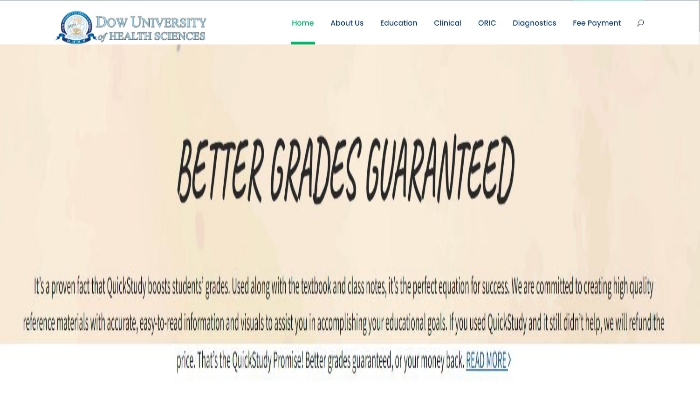 DOW UNIVERSITY
of HEALTH SCIENCES
Home About Us Education Clinical ORIC Diagnostics Fee Payment
BETTER GRADES GUARANTEED
It's a proven fact that QuickStudy boosts students' grades. Used along with the textbook and class notes, it's the perfect equation for success. We are committed to creating high quality
reference materials with accurate, easy-to-read information and visuals to assist you in accomplishing your educational goals. If you used QuickStudy and it still didn't help, we will refund the
price. That's the QuickStudy Promise! Better grades guaranteed, or your money back. READ MORE